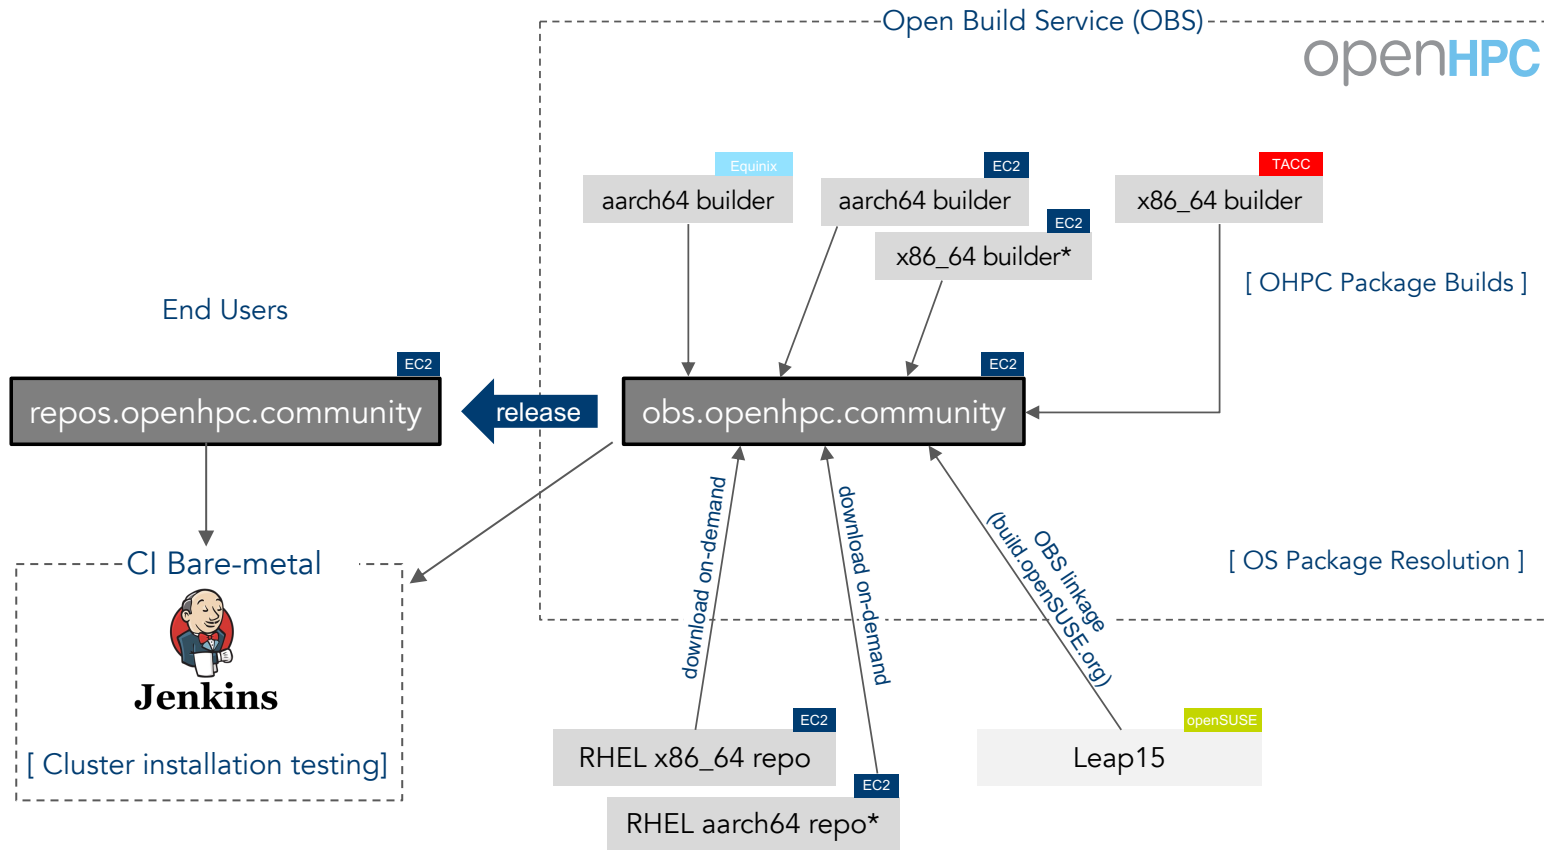 Open Build Service (OBS)
openHPC
Equinix
aarch64 builder
EC2
aarch64 builder
EC2
x86_64 builder*
TACC
x86_64 builder
[ OHPC Package Builds ]
End Users
EC2
repos.openhpc.community
release
EC2
obs.openhpc.community
download on-demand
download on-demand
OBS linkage
(build.openSUSE.org)
[ OS Package Resolution ]
CI Bare-metal
Jenkins
[ Cluster installation testing]
EC2
RHEL x86_64 repo
EC2
RHEL aarch64 repo*
openSUSE
Leap15